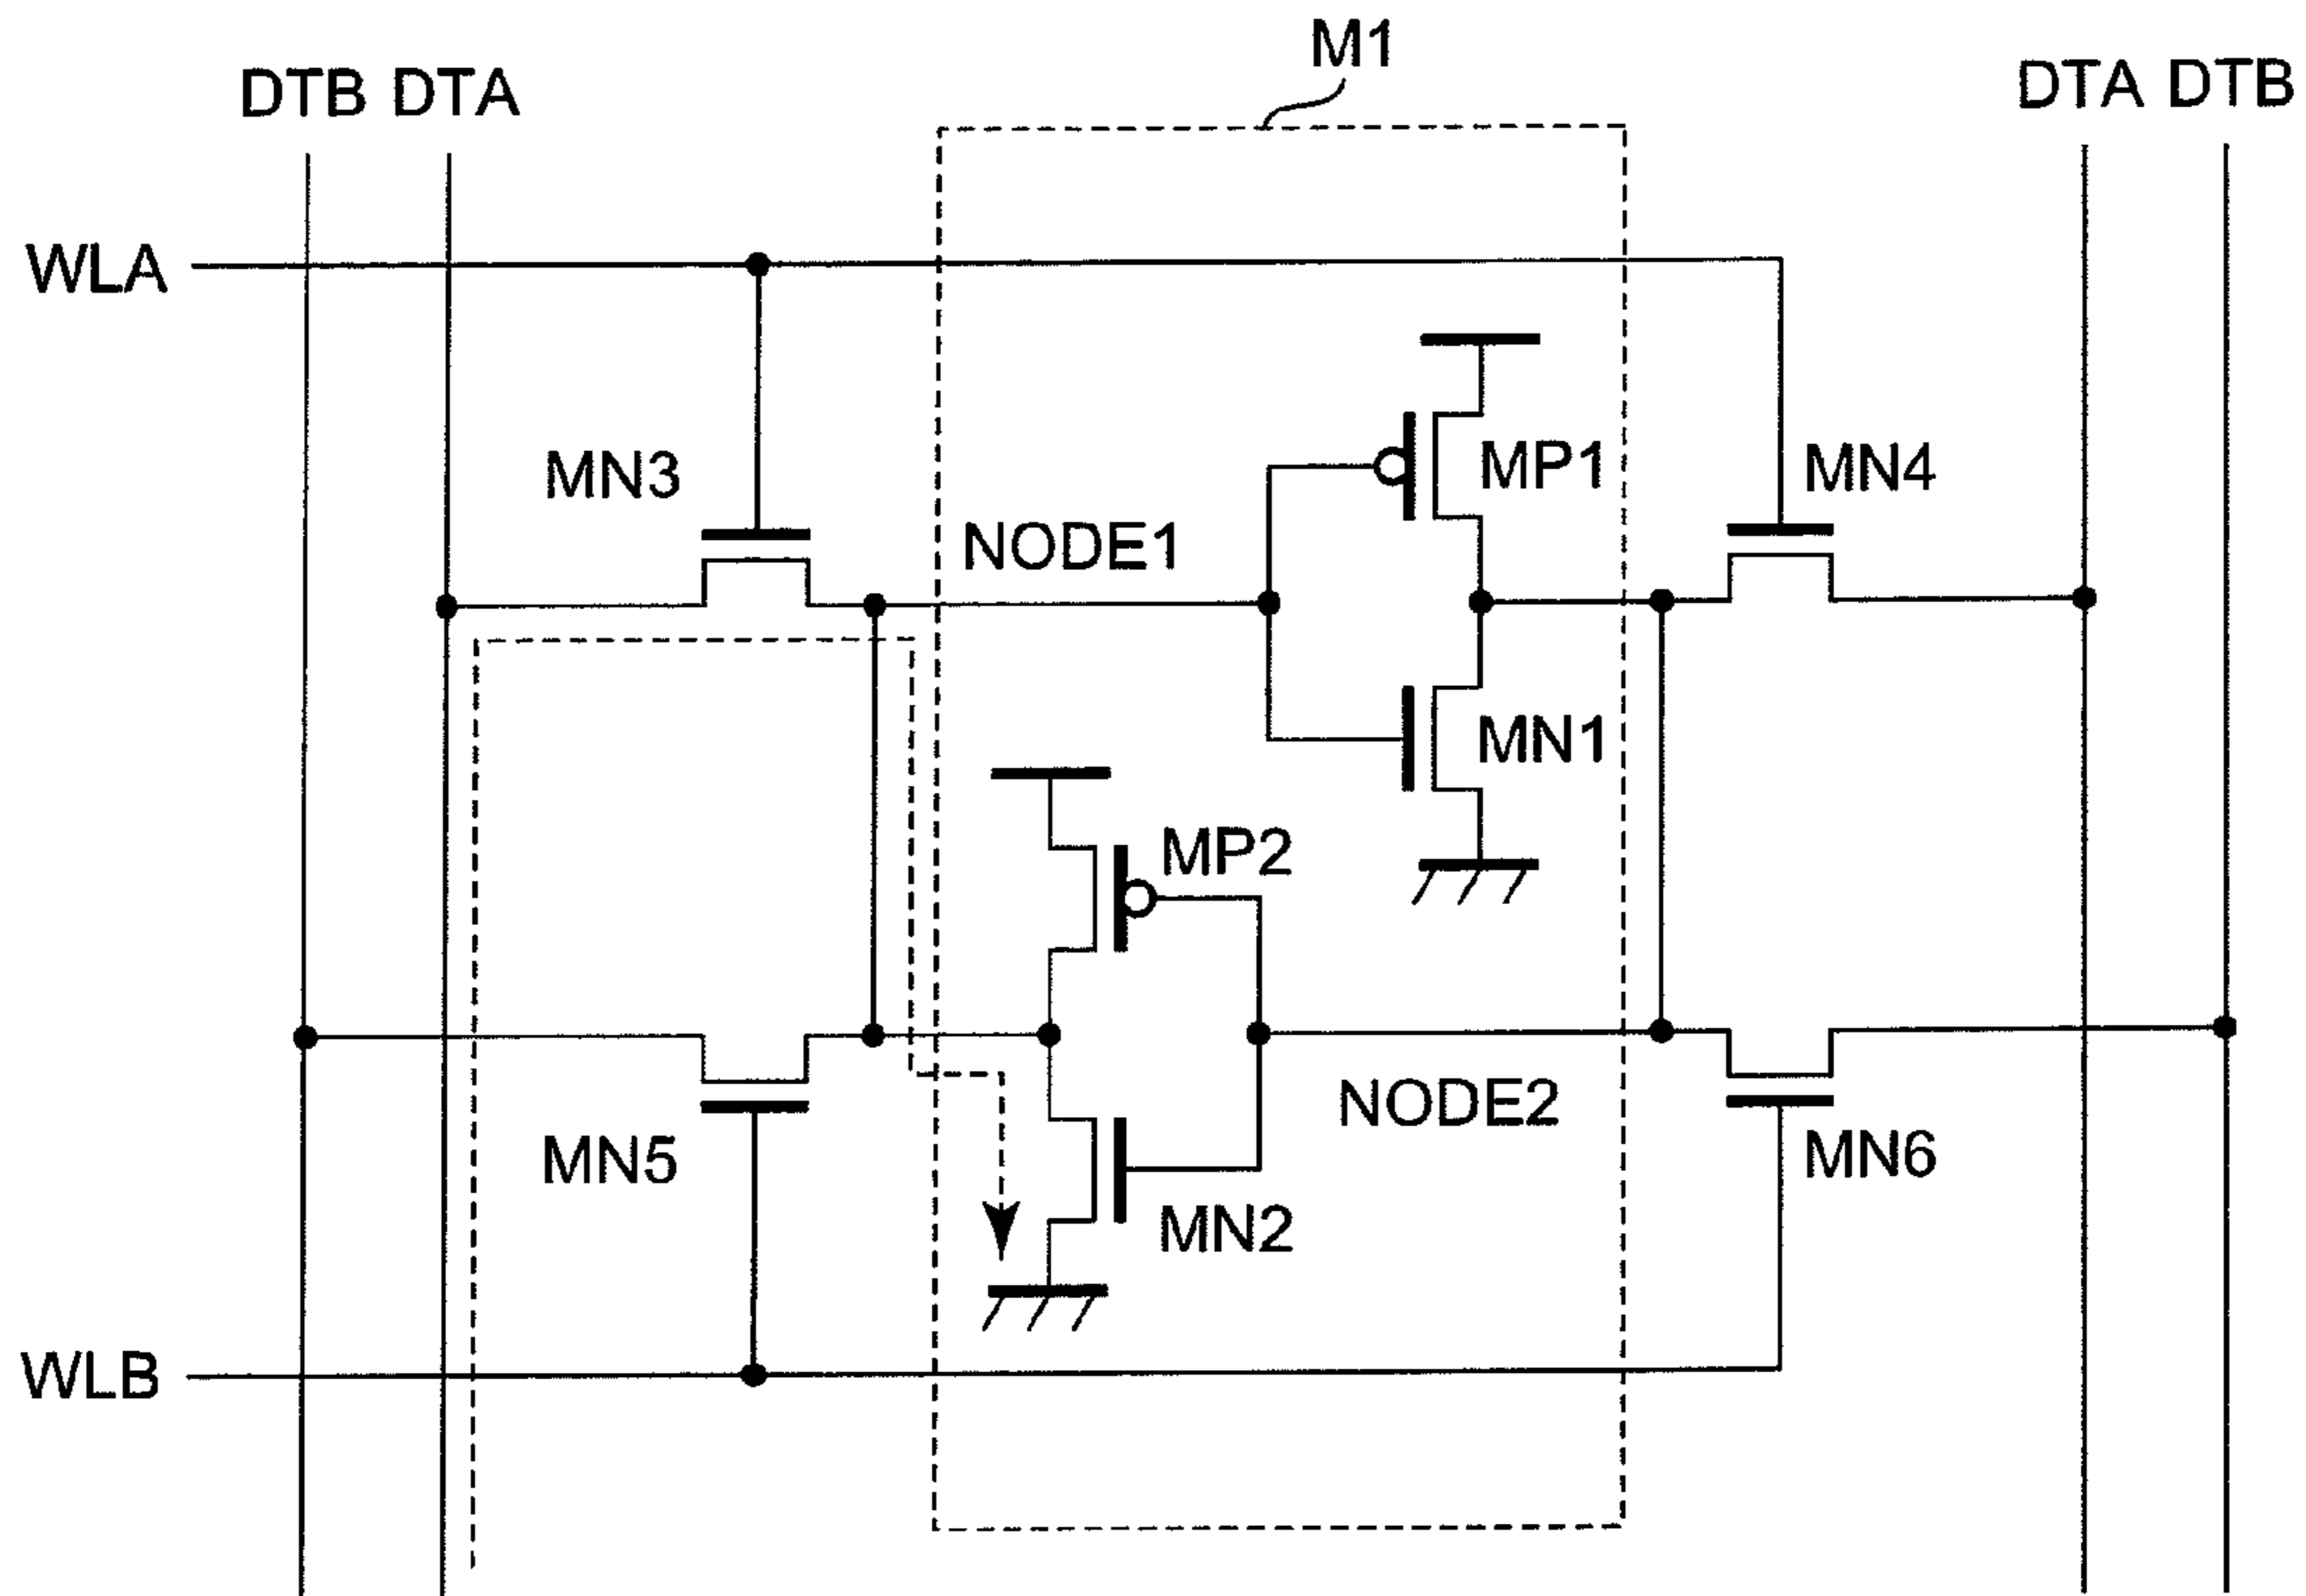 M1
DTB DTA
DTA DTB
WLA
MN3
MP1
MN4
NODE1
MN1
MP2
NODE2
MN5
MN6
MN2
WLB